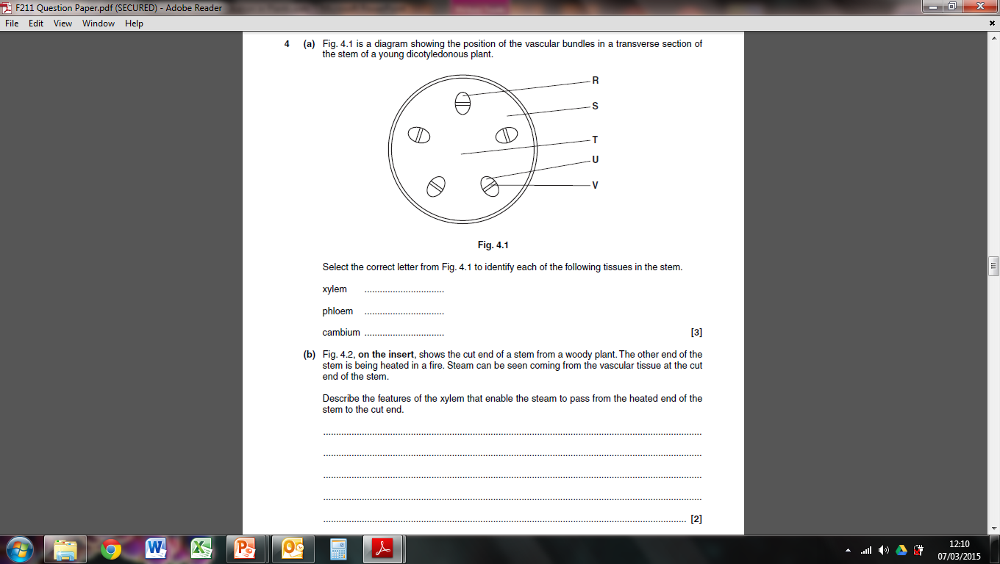 F211 Question Paper.pdf (SECURED) - Adobe Reader
File Edit View Window Help
4 (a) Fig. 4.1 is a diagram showing the position of the vascular bundles in a transverse section of
the stem of a young dicotyledonous plant.
R
S
T
U
V
Fig. 4.1
Select the correct letter from Fig. 4.1 to identify each of the following tissues in the stem.
xylem ...............................
phloem ...............................
cambium ............................... [3]
(b) Fig. 4.2, on the insert, shows the cut end of a stem from a woody plant. The other end of the
stem is being heated in a fire. Steam can be seen coming from the vascular tissue at the cut
end of the stem.
Describe the features of the xylem that enable the steam to pass from the heated end of the
stem to the cut end.
[2]
12:10
07/03/2015